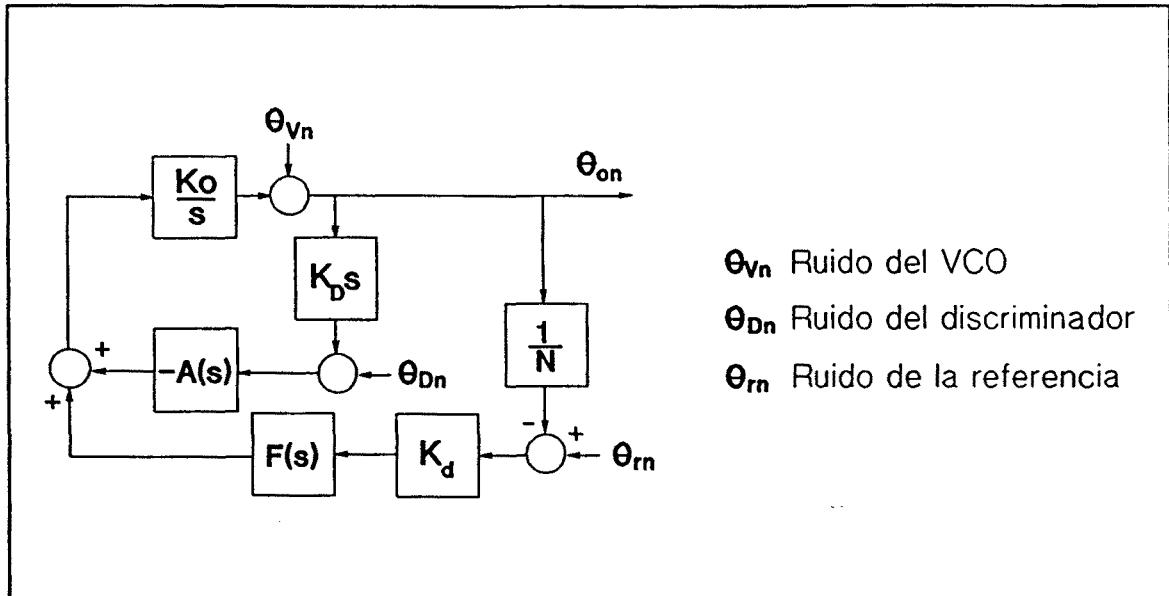 θVn
Ko
s
θon
KDs
1
N
+
-A(s)
θDn
+
F(s)
Kd
-
+
θrn
θVn Ruido del VCO
θDn Ruido del discriminador
θrn Ruido de la referencia